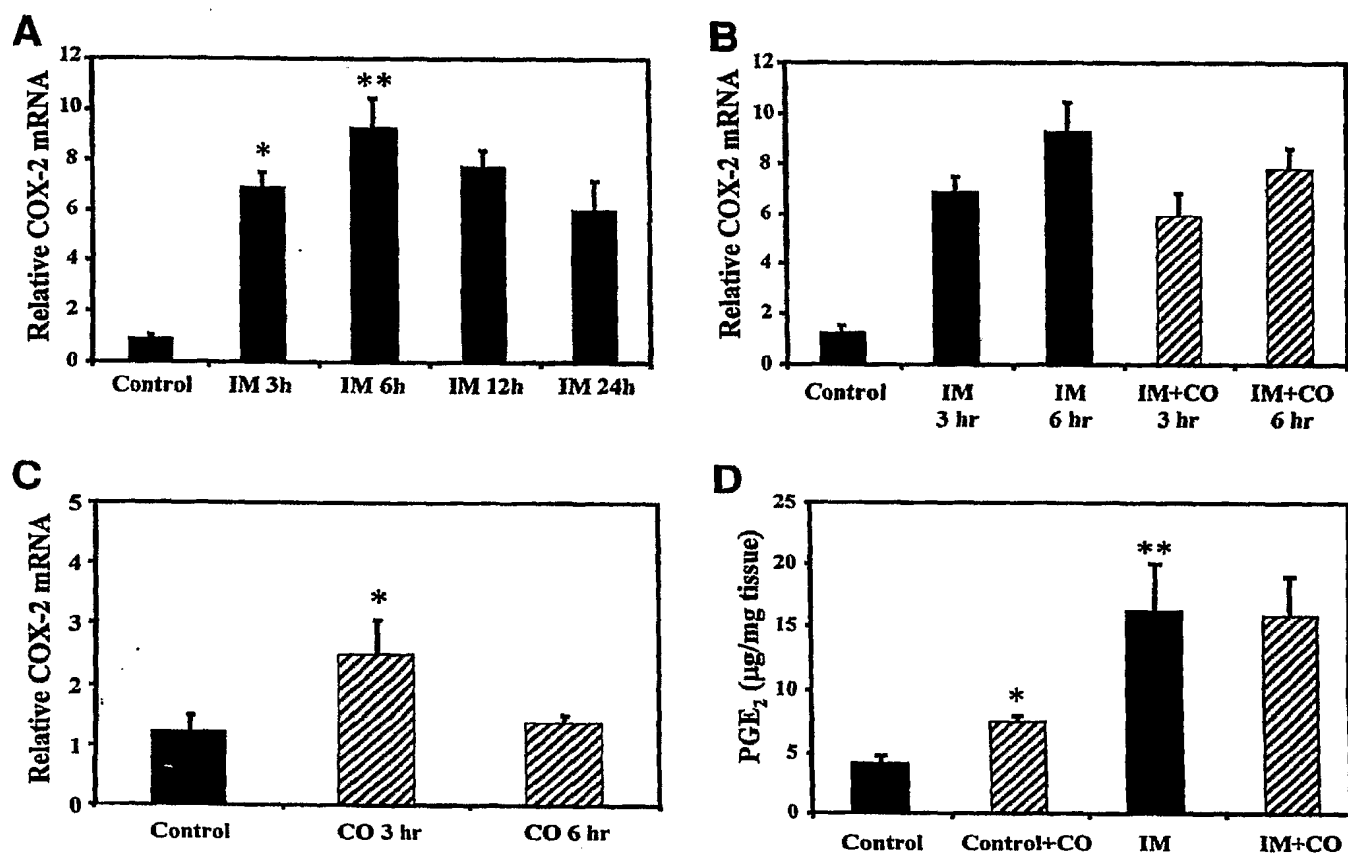 A
Relative COX-2 mRNA
12
10
8
6
4
2
0
*
**
Control IM 3h IM 6h IM 12h IM 24h
B
Relative COX-2 mRNA
12
10
8
6
4
2
0
Control IM IM IM+CO IM+CO
3 hr 6 hr 3 hr 6 hr
C
Relative COX-2 mRNA
5
4
3
2
1
0
*
Control CO 3 hr CO 6 hr
D
PGE₂ (µg/mg tissue)
25
20
15
10
5
0
*
**
Control Control+CO IM IM+CO